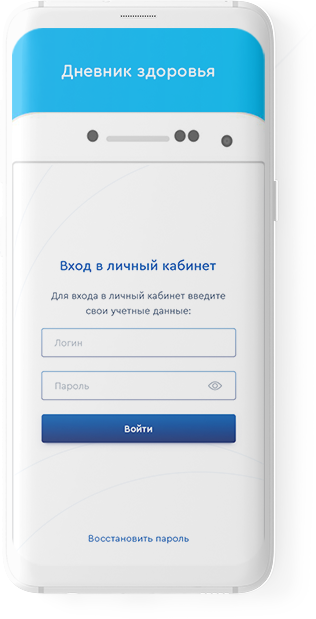 Дневник здоровья
Вход в личный кабинет
Для входа в личный кабинет введите
свои учетные данные:
Логин
Пароль
Войти
Восстановить пароль